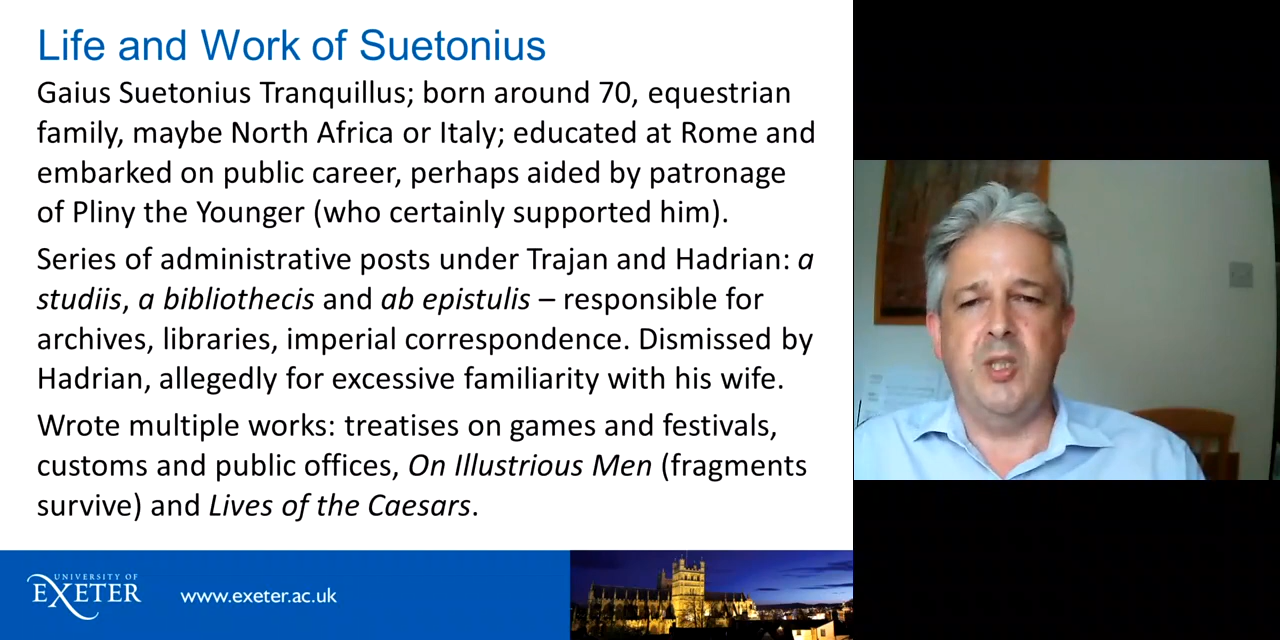 Life and Work of Suetonius
Gaius Suetonius Tranquillus; born around 70, equestrian
family, maybe North Africa or Italy; educated at Rome and
embarked on public career, perhaps aided by patronage
of Pliny the Younger (who certainly supported him).
Series of administrative posts under Trajan and Hadrian: a
studiis, a bibliothecis and ab epistulis – responsible for
archives, libraries, imperial correspondence. Dismissed by
Hadrian, allegedly for excessive familiarity with his wife.
Wrote multiple works: treatises on games and festivals,
customs and public offices, On Illustrious Men (fragments
survive) and Lives of the Caesars.
UNIVERSITY OF
EXETER
www.exeter.ac.uk